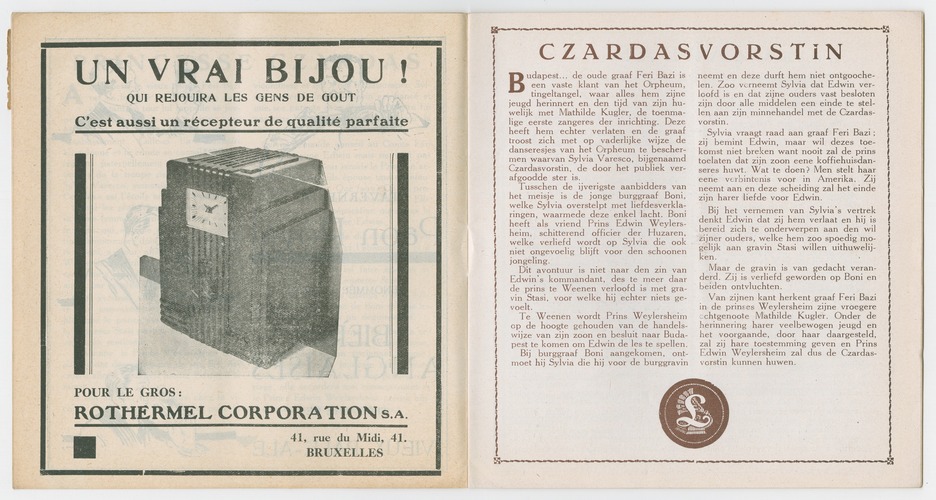 UN VRAI BIJOU !
QUI REJOUIRA LES GENS DE GOUT
C'est aussi un récepteur de qualité parfaite
POUR LE GROS :
ROTHERMEL CORPORATION S.A.
41, rue du Midi, 41.
BRUXELLES
CZARDASVORSTiN
Budapest... de oude graaf Feri Bazi is
een vaste klant van het Orpheum,
tingeltangel, waar alles hem zijne
jeugd herinnert en den tijd van zijn hu-
welijk met Mathilde Kugler, de toenma-
lige eerste zangeres der inrichting. Deze
heeft hem echter verlaten en de graaf
troost zich met op vaderlijke wijze de
danseresjes van het Orpheum te bescher-
men waarvan Sylvia Varesco, bijgenaamd
Czardasvorstin, de door het publiek ver-
afgoodde ster is.
Tusschen de ijverigste aanbidders van
het meisje is de jonge burggraaf Boni,
welke Sylvia overstelpt met liefdesverkla-
ringen, waarmede deze enkel lacht. Boni
heeft als vriend Prins Edwin Weylers-
heim, schitterend officier der Huzaren,
welke verliefd wordt op Sylvia die ook
niet ongevoelig blijft voor den schoonen
jongeling.
Dit avontuur is niet naar den zin van
Edwin's kommandant, des te meer daar
de prins te Weenen verloofd is met gra-
vin Stasi, voor welke hij echter niets ge-
voelt.
Te Weenen wordt Prins Weylersheim
op de hoogte gehouden van de handels-
wijze van zijn zoon en besluit naar Buda-
pest te komen om Edwin de les te spellen.
Bij burggraaf Boni aangekomen, ont-
moet hij Sylvia die hij voor de burggravin
neemt en deze durft hem niet ontgooche-
len. Zoo verneemt Sylvia dat Edwin ver-
loofd is en dat zijne ouders vast besloten
zijn door alle middelen een einde te stel-
len aan zijn minnehandel met de Czardas-
vorstin.
Sylvia vraagt raad aan graaf Feri Bazi ;
zij bemint Edwin, maar wil dezes toe-
komst niet breken want nooit zal de prins
toelaten dat zijn zoon eene koffiehuisdan-
seres huwt. Wat te doen? Men stelt haar
eene verbintenis voor in Amerika. Zij
neemt aan en deze scheiding zal het einde
zijn harer liefde voor Edwin.
Bij het vernemen van Sylvia's vertrek
denkt Edwin dat zij hem verlaat en hij is
bereid zich te onderwerpen aan den wil
zijner ouders, welke hem zoo spoedig mo-
gelijk aan gravin Stasi willen uithuwelij-
ken.
Maar de gravin is van gedacht veran-
derd. Zij is verliefd geworden op Boni en
beiden ontvluchten.
Van zijnen kant herkent graaf Feri Bazi
in de prinses Weylersheim zijne vroegere
echtgenoote Mathilde Kugler. Onder de
herinnering harer veelbewogen jeugd en
het voorgaande, door haar daargesteld,
zal zij hare toestemming geven en Prins
Edwin Weylersheim zal dus de Czardas-
vorstin kunnen huwen.